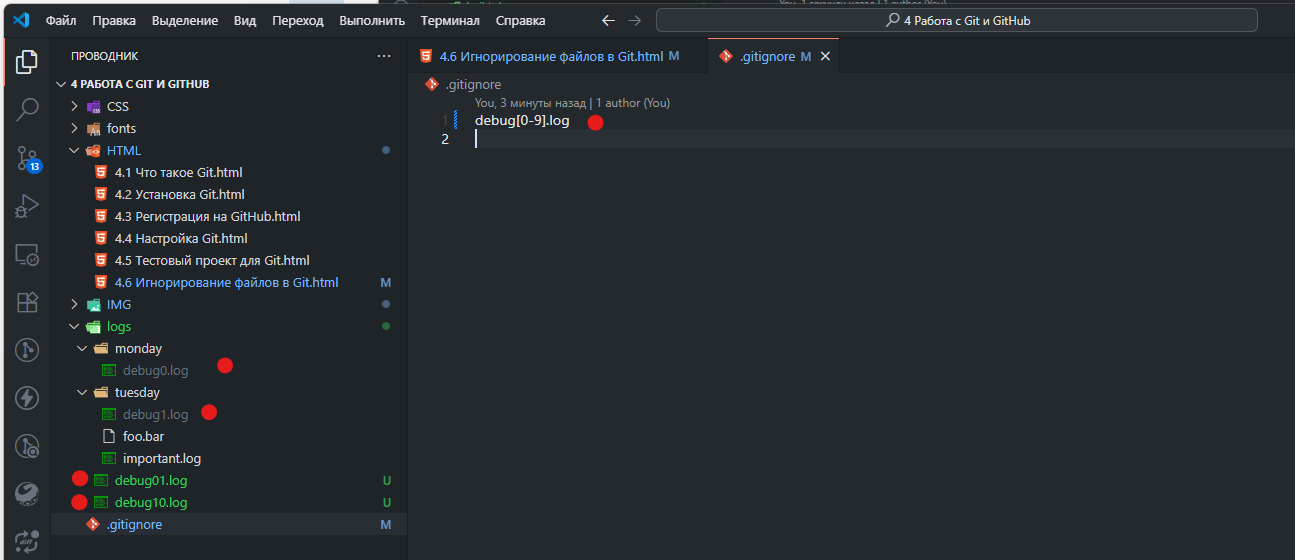 Файл Правка Выделение Вид Переход Выполнить Терминал Справка 4 Работа с Git и GitHub
ПРОВОДНИК
4.6 Игнорирование файлов в Git.html M .gitignore M
4 РАБОТА С GIT И GITHUB
.gitignore
You, 3 минуты назад | 1 author (You)
1 debug[0-9].log
2
CSS
fonts
HTML
13
4.1 Что такое Git.html
4.2 Установка Git.html
4.3 Регистрация на GitHub.html
4.4 Настройка Git.html
4.5 Тестовый проект для Git.html
4.6 Игнорирование файлов в Git.html M
IMG
logs
monday
debug0.log
tuesday
debug1.log
foo.bar
important.log
debug01.log U
debug10.log U
.gitignore M